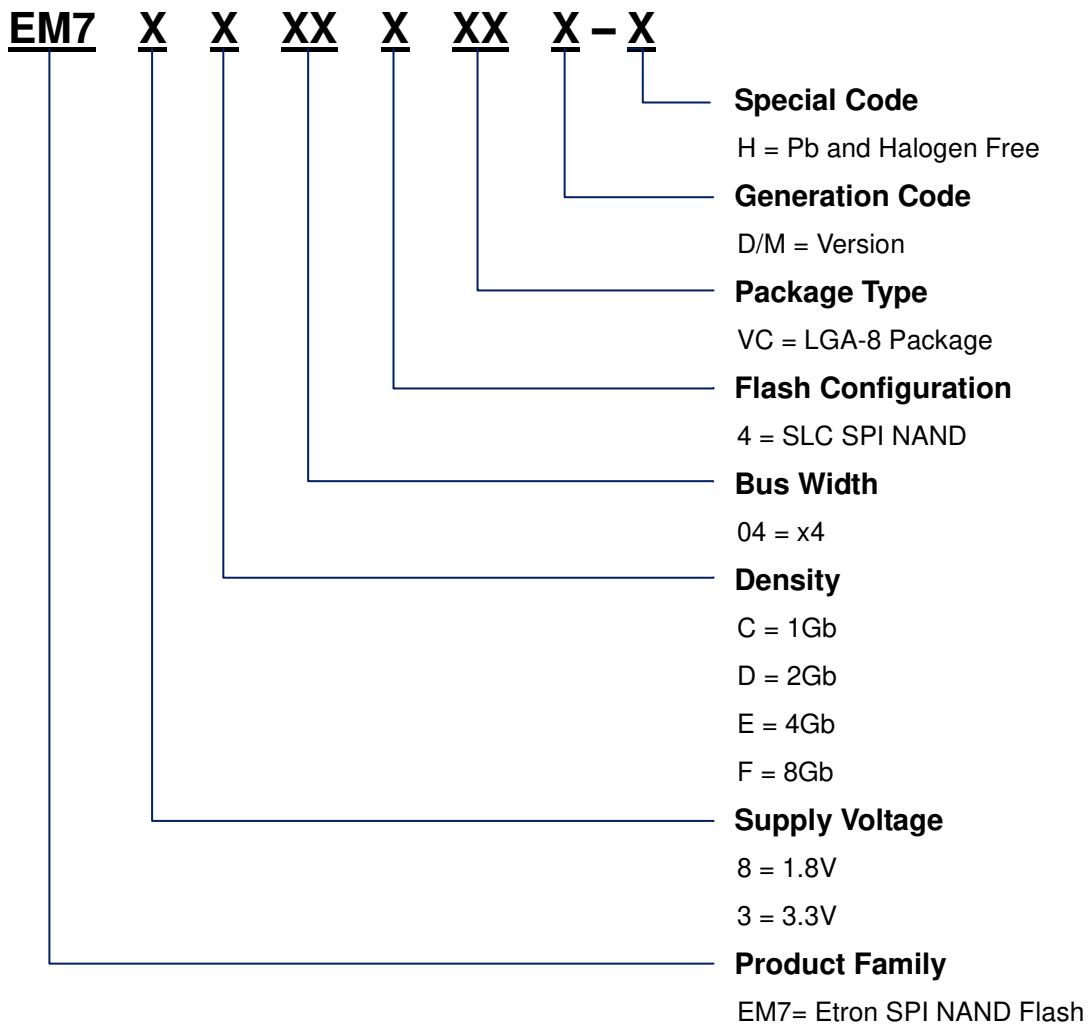 EM7 X X XX X XX X – X
Special Code
H = Pb and Halogen Free
Generation Code
D/M = Version
Package Type
VC = LGA-8 Package
Flash Configuration
4 = SLC SPI NAND
Bus Width
04 = x4
Density
C = 1Gb
D = 2Gb
E = 4Gb
F = 8Gb
Supply Voltage
8 = 1.8V
3 = 3.3V
Product Family
EM7= Etron SPI NAND Flash